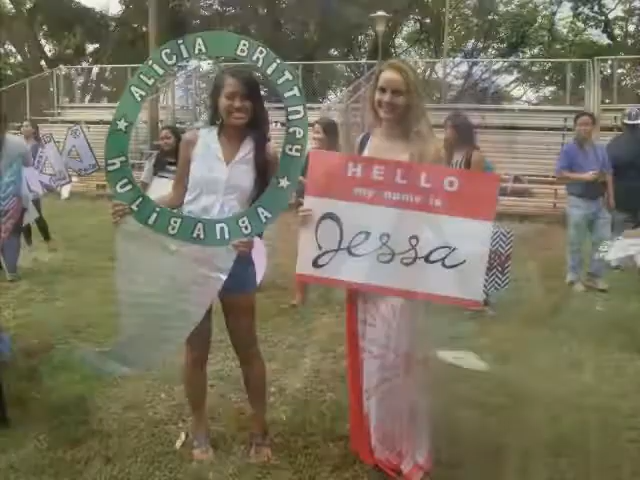 ALICIA BRITTNEY
HULIGANGA
HELLO
my name is
Jessa